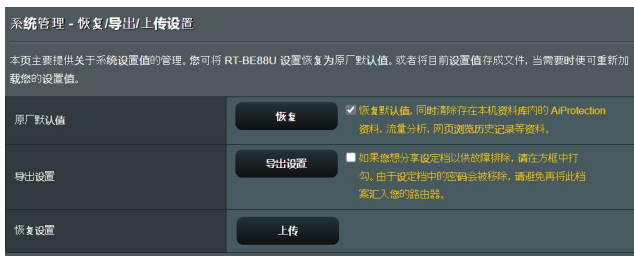 系统管理 - 恢复/导出/上传设置
本页主要提供关于系统设置值的管理。您可将 RT-BE88U 设置恢复为原厂默认值。或者将目前设置值存成文件，当需要时便可重新加
载您的设置值。
原厂默认值
恢复
恢复默认值，同时清除存在本机资料库内的 AiProtection
资料，流量分析，网页浏览历史记录等资料。
导出设置
导出设置
如果您想分享设定档以供故障排除，请在方框中打
勾。由于设定档中的密码会被移除，请避免再将此档
案汇入您的路由器。
恢复设置
上传